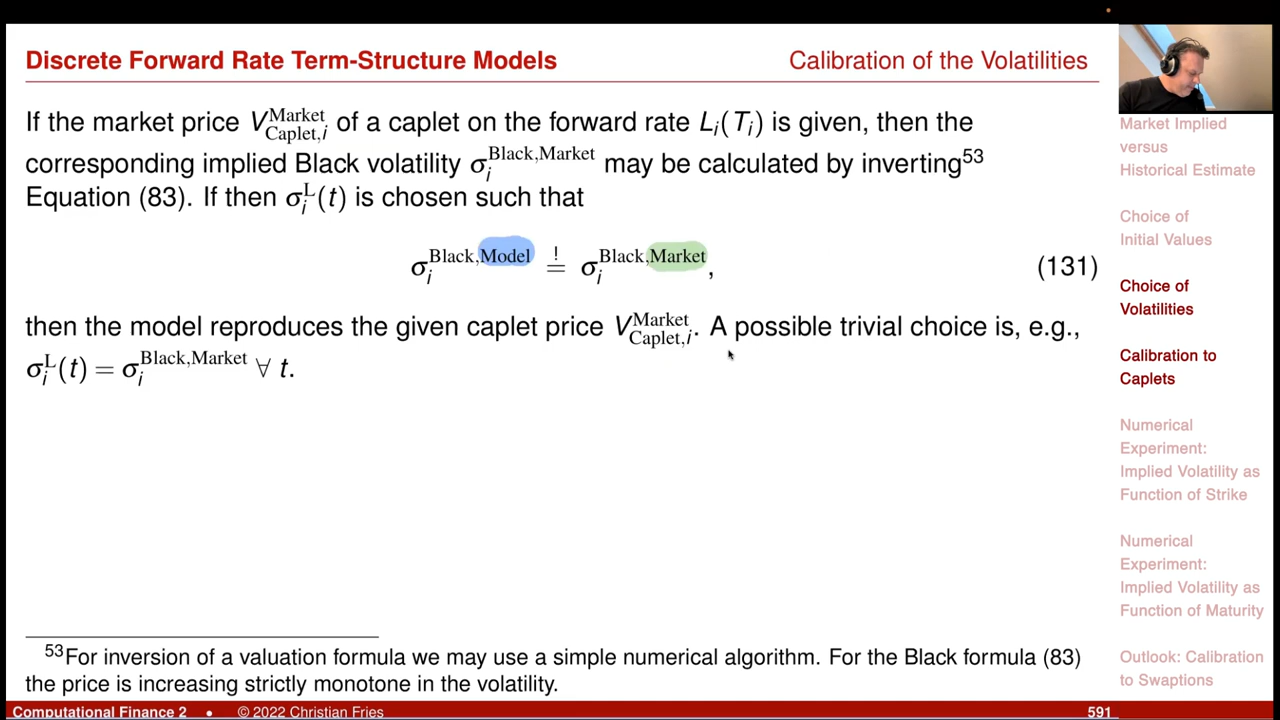 Discrete Forward Rate Term-Structure Models
Calibration of the Volatilities
If the market price V^Market_Caplet,i of a caplet on the forward rate L_i(T_i) is given, then the
corresponding implied Black volatility σ_i^Black,Market may be calculated by inverting^53
Equation (83). If then σ_i^L(t) is chosen such that
σ_i^Black,Model =^! σ_i^Black,Market, (131)
then the model reproduces the given caplet price V^Market_Caplet,i. A possible trivial choice is, e.g.,
σ_i^L(t) = σ_i^Black,Market ∀ t.
^53For inversion of a valuation formula we may use a simple numerical algorithm. For the Black formula (83)
the price is increasing strictly monotone in the volatility.
Market Implied
versus
Historical Estimate
Choice of
Initial Values
Choice of
Volatilities
Calibration to
Caplets
Numerical
Experiment:
Implied Volatility as
Function of Strike
Numerical
Experiment:
Implied Volatility as
Function of Maturity
Outlook: Calibration
to Swaptions
Computational Finance 2 • © 2022 Christian Fries 591